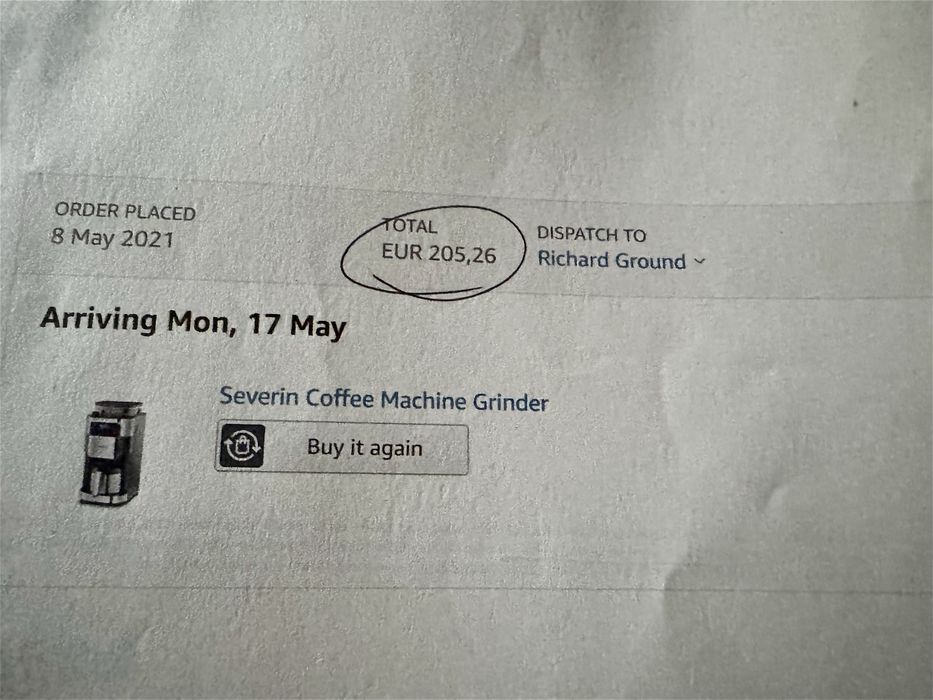 ORDER PLACED
8 May 2021
TOTAL
EUR 205,26
DISPATCH TO
Richard Ground
Arriving Mon, 17 May
Severin Coffee Machine Grinder
Buy it again